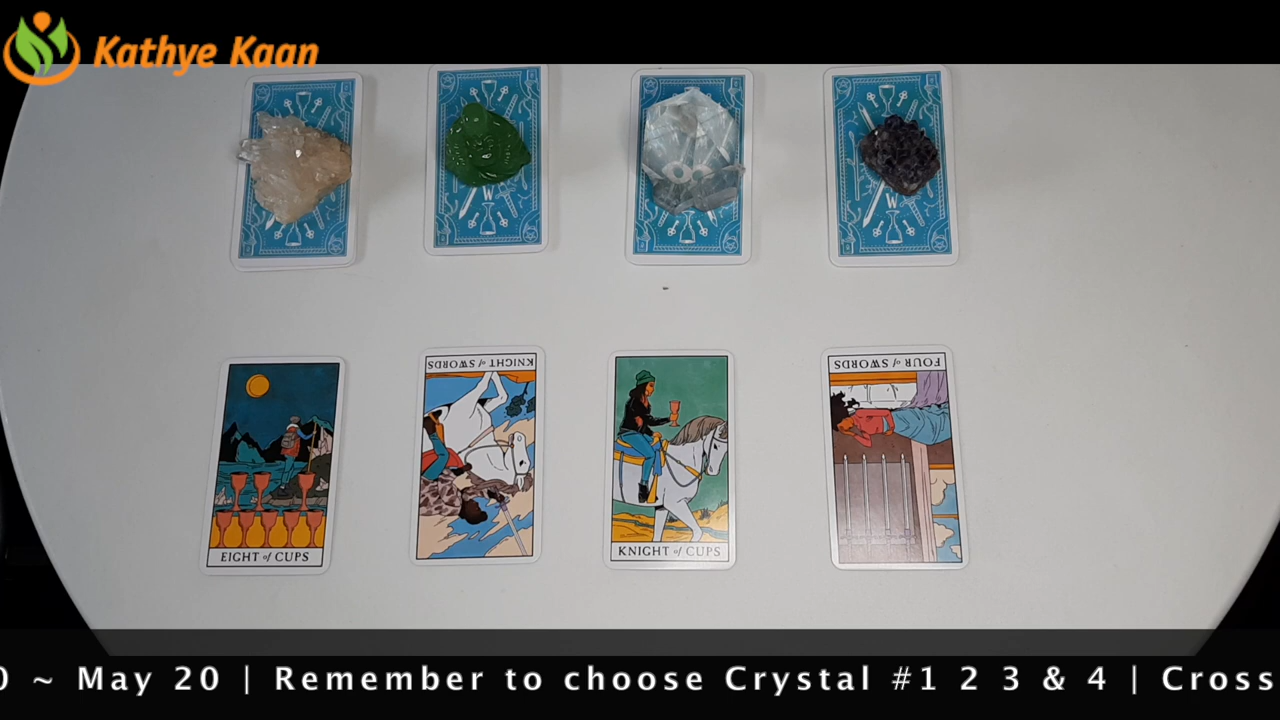 Kathye Kaan
W
W
KNIGHT of SWORDS
FOUR of SWORDS
EIGHT of CUPS
KNIGHT of CUPS
~ May 20 | Remember to choose Crystal #1 2 3 & 4 | Cross